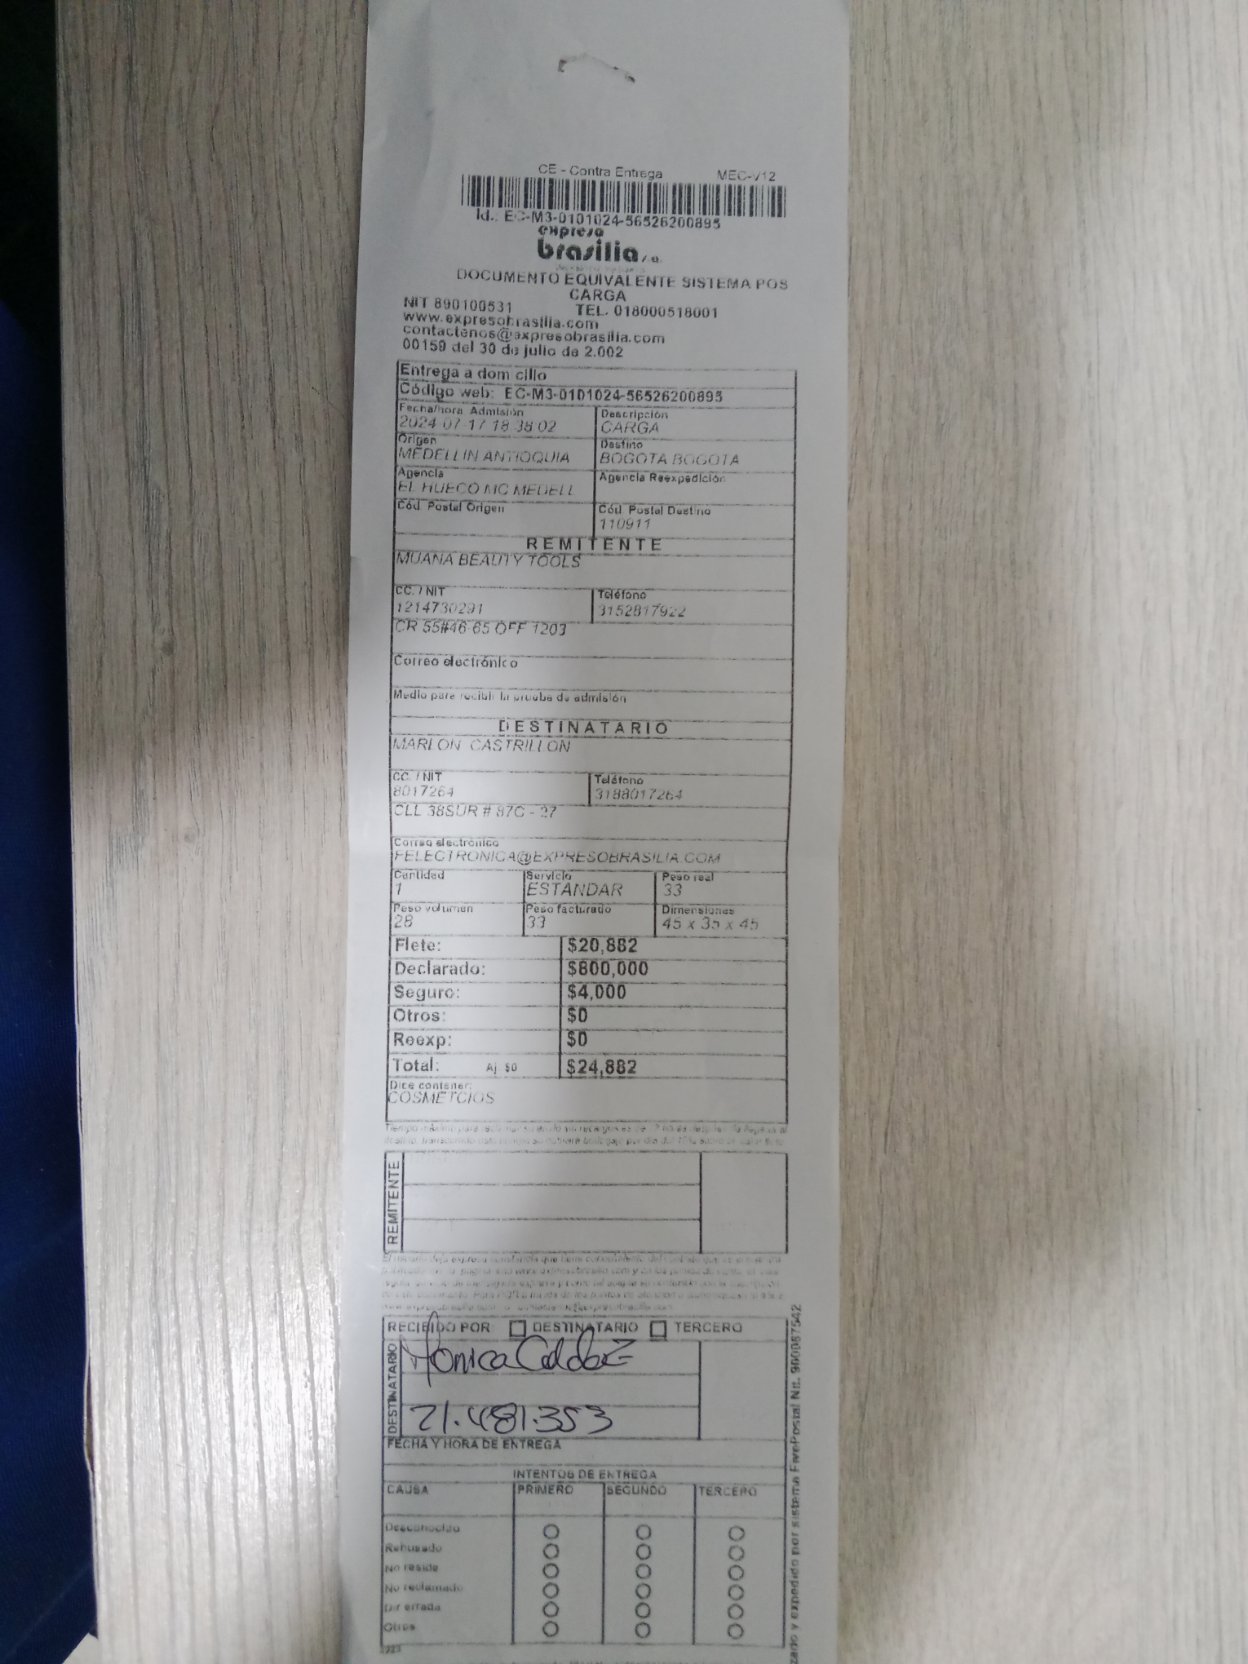 CE - Contra Entrega MEC-V12
Id.: EC-M3-0101024-56526200895
expreso
brasilia s.a.
DOCUMENTO EQUIVALENTE SISTEMA POS
CARGA
NIT 890100531 TEL. 018000518001
www.expresobrasilia.com
contactenos@expresobrasilia.com
00159 del 30 de julio de 2.002
Entrega a domicilio
Código web: EC-M3-0101024-56526200895
Fecha/hora Admisión Descripción
2024-07-17 18:38:02 CARGA
Origen Destino
MEDELLIN ANTIOQUIA BOGOTA BOGOTA
Agencia Agencia Reexpedición
EL HUECO MC MEDELL
Cód. Postal Origen Cód. Postal Destino
110911
REMITENTE
MUANA BEAUTY TOOLS
CC. / NIT Teléfono
1214730291 3152817922
CR 55#46-65 OFF 1203
Correo electrónico
Medio para recibir la prueba de admisión
DESTINATARIO
MARLON CASTRILLON
CC. / NIT Teléfono
8017264 3188017264
CLL 38SUR # 87C - 27
Correo electrónico
FELECTRONICA@EXPRESOBRASILIA.COM
Cantidad Servicio Peso real
1 ESTANDAR 33
Peso volumen Peso facturado Dimensiones
28 33 45 x 35 x 45
Flete: $20,882
Declarado: $800,000
Seguro: $4,000
Otros: $0
Reexp: $0
Total: Aj. $0 $24,882
Dice contener:
COSMETCIOS
REMITENTE
RECIBIDO POR DESTINATARIO TERCERO
DESTINATARIO
Monica
21.481.353
FECHA Y HORA DE ENTREGA
INTENTOS DE ENTREGA
CAUSA PRIMERO SEGUNDO TERCERO
Desconocido
Rehusado
No reside
No reclamado
Dir errada
Otros
expedido por sistema FivePostal Nit. 900087542